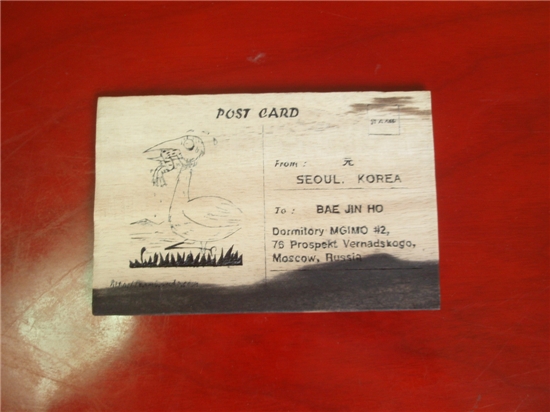 POST CARD
From : 元
SEOUL, KOREA
To : BAE JIN HO
Dormitory MGIMO #2,
76 Prospekt Vernadskogo,
Moscow, Russia